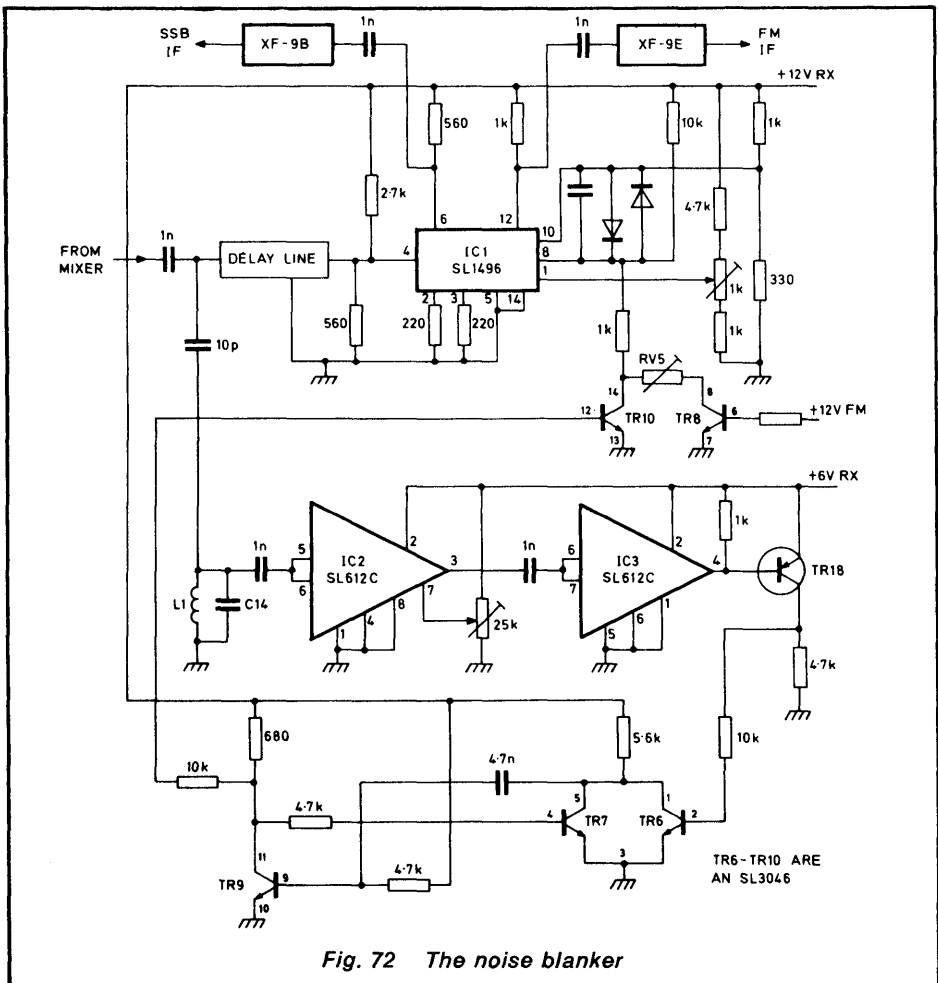 SSB IF
XF-9B
1n
1n
XF-9E
FM IF
+12V RX
560
1k
10k
1k
2·7k
4·7k
6
12
10
FROM MIXER
1n
DELAY LINE
4
IC1
SL1496
8
1
1k
330
2
3
5
14
560
220
220
1k
1k
10p
RV5
14
8
12
TR10
TR8
6
+12V FM
13
7
+6V RX
1k
1n
5
6
IC2
SL612C
2
3
7
1
4
8
25k
1n
6
7
IC3
SL612C
2
4
5
6
1
TR18
L1
C14
4·7k
680
5·6k
10k
10k
4·7n
4·7k
5
1
4
TR7
TR6
2
11
3
TR9
9
4·7k
10
TR6-TR10 ARE
AN SL3046
Fig. 72 The noise blanker